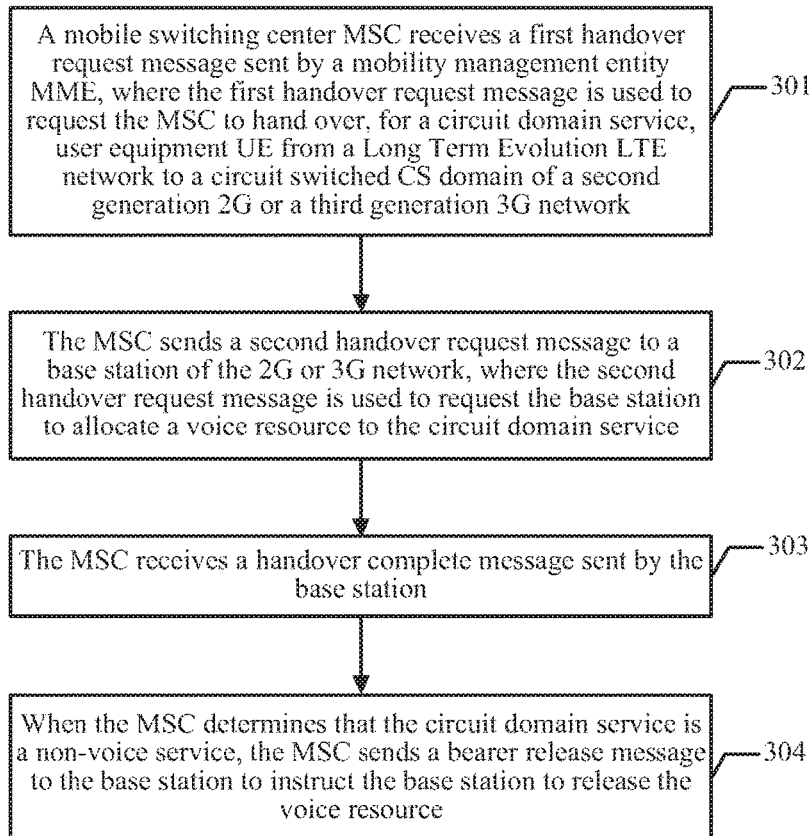 A mobile switching center MSC receives a first handover
request message sent by a mobility management entity
MME, where the first handover request message is used to
request the MSC to hand over, for a circuit domain service,
user equipment UE from a Long Term Evolution LTE
network to a circuit switched CS domain of a second
generation 2G or a third generation 3G network
301
The MSC sends a second handover request message to a
base station of the 2G or 3G network, where the second
handover request message is used to request the base station
to allocate a voice resource to the circuit domain service
302
The MSC receives a handover complete message sent by the
base station
303
When the MSC determines that the circuit domain service is
a non-voice service, the MSC sends a bearer release message
to the base station to instruct the base station to release the
voice resource
304